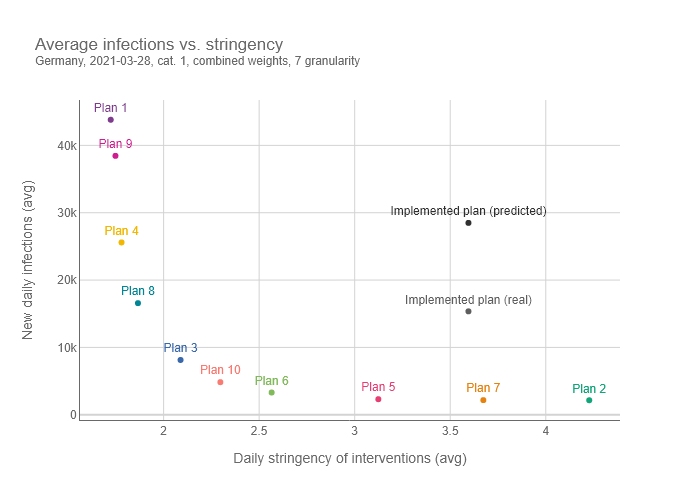 Average infections vs. stringency
Germany, 2021-03-28, cat. 1, combined weights, 7 granularity
New daily infections (avg)
40k
30k
20k
10k
0
Plan 1
Plan 9
Plan 4
Plan 8
Plan 3
Plan 10
Plan 6
Plan 5
Plan 7
Plan 2
Implemented plan (predicted)
Implemented plan (real)
2
2.5
3
3.5
4
Daily stringency of interventions (avg)